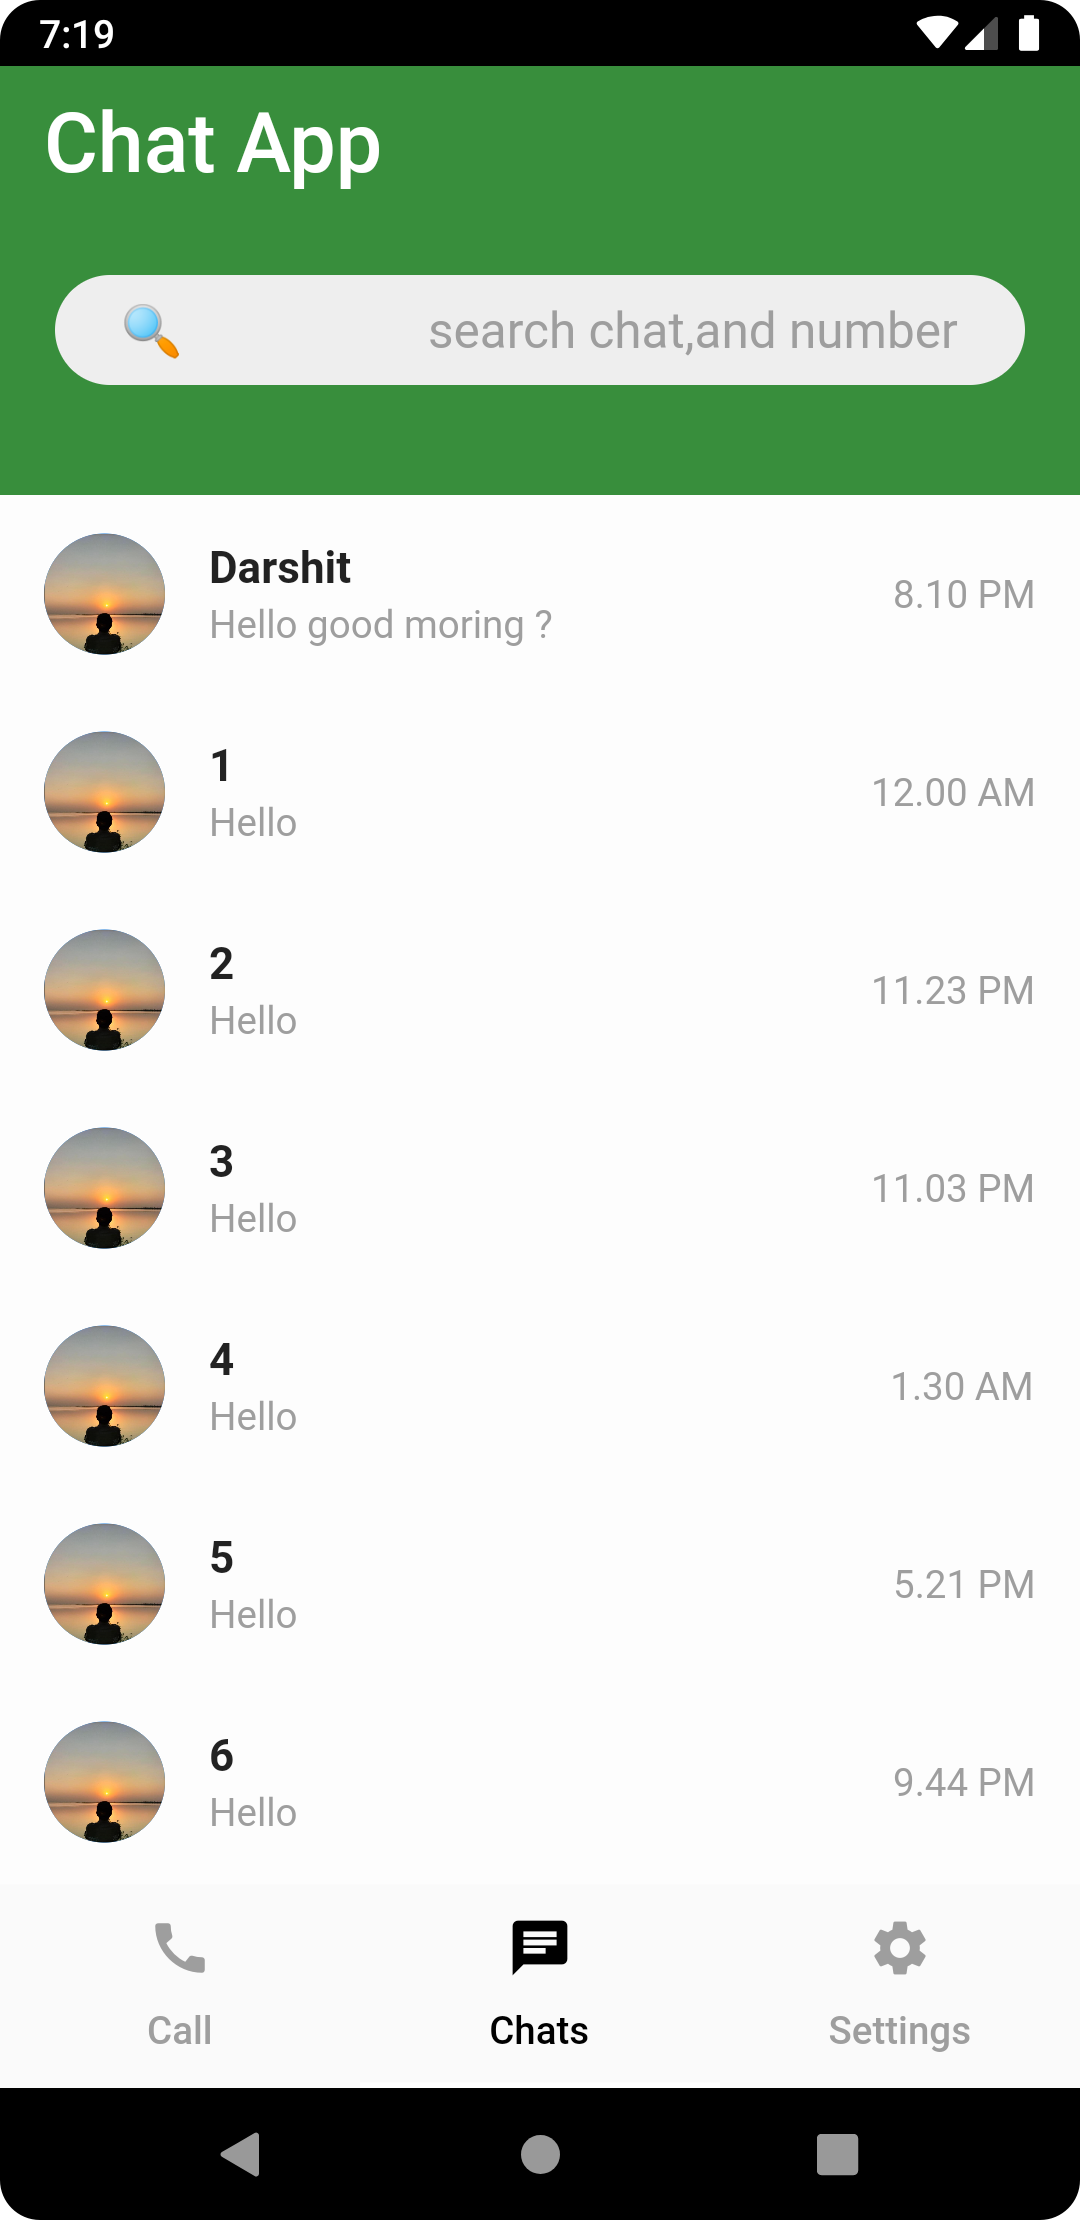 7:19
Chat App
search chat,and number
Darshit
8.10 PM
Hello good moring ?
1
12.00 AM
Hello
2
11.23 PM
Hello
3
11.03 PM
Hello
4
1.30 AM
Hello
5
5.21 PM
Hello
6
9.44 PM
Hello
Call
Chats
Settings